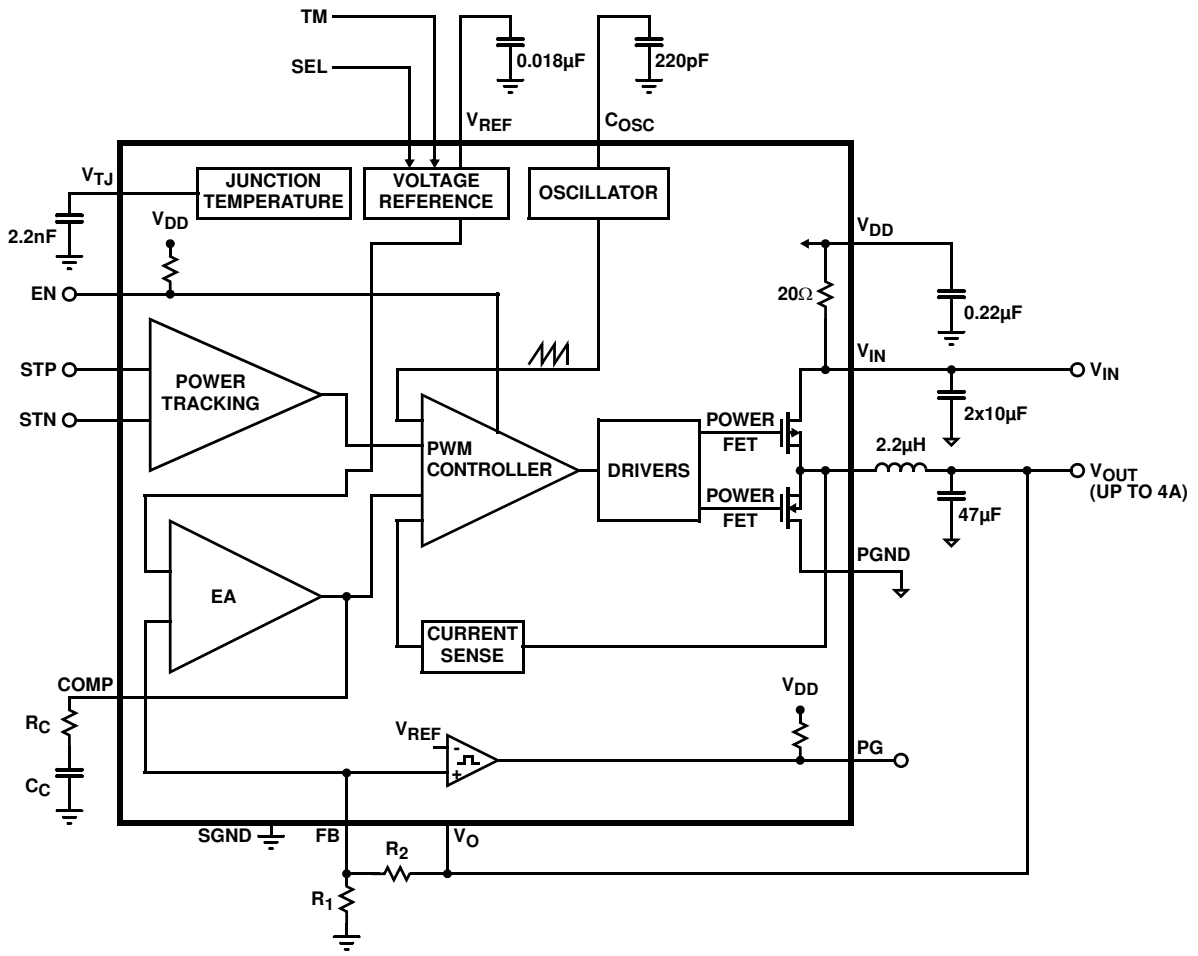 TM
0.018µF
220pF
SEL
VREF
COSC
VTJ
JUNCTION
TEMPERATURE
VOLTAGE
REFERENCE
OSCILLATOR
2.2nF
VDD
VDD
EN
20Ω
0.22µF
STP
POWER
TRACKING
STN
VIN
VIN
2x10µF
PWM
CONTROLLER
DRIVERS
POWER
FET
POWER
FET
2.2µH
VOUT
(UP TO 4A)
47µF
PGND
EA
CURRENT
SENSE
COMP
RC
CC
VREF
-
+
VDD
PG
SGND
FB
VO
R2
R1